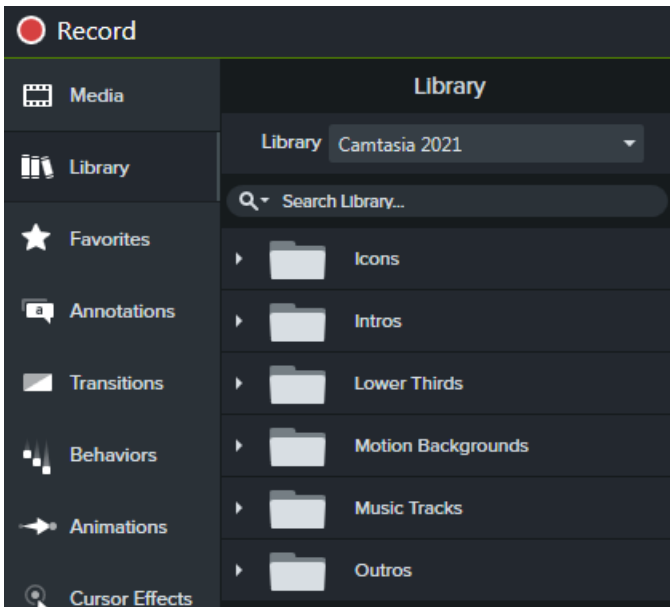 Record
Media
Library
Favorites
Annotations
Transitions
Behaviors
Animations
Cursor Effects
Library
Library Camtasia 2021
Search Library...
Icons
Intros
Lower Thirds
Motion Backgrounds
Music Tracks
Outros